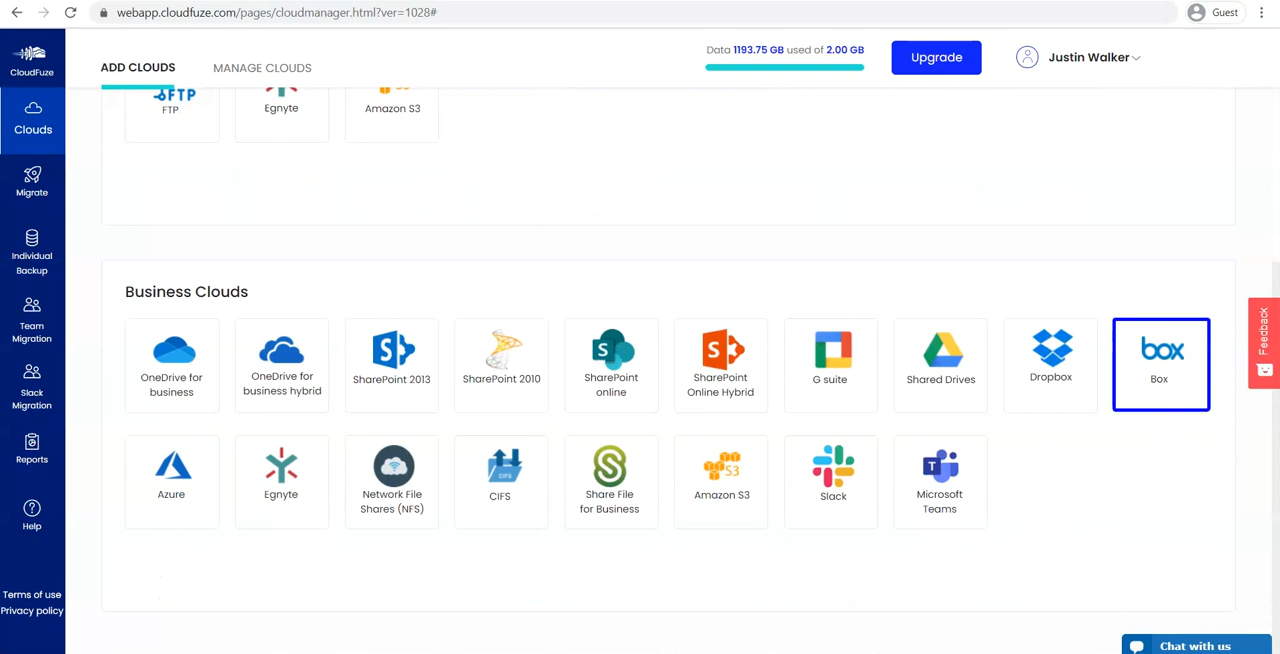 webapp.cloudfuze.com/pages/cloudmanager.html?ver=1028#
Guest
CloudFuze
ADD CLOUDS
MANAGE CLOUDS
Data 1193.75 GB used of 2.00 GB
Upgrade
Justin Walker
Clouds
Migrate
Individual
Backup
Team
Migration
Slack
Migration
Reports
Help
Terms of use
Privacy policy
FTP
FTP
Egnyte
Amazon S3
Business Clouds
OneDrive for
business
OneDrive for
business hybrid
S
SharePoint 2013
SharePoint 2010
S
SharePoint
online
S
SharePoint
Online Hybrid
G suite
Shared Drives
Dropbox
box
Box
Azure
Egnyte
Network File
Shares (NFS)
CIFS
CIFS
S
Share File
for Business
S3
Amazon S3
Slack
T
Microsoft
Teams
Feedback
Chat with us